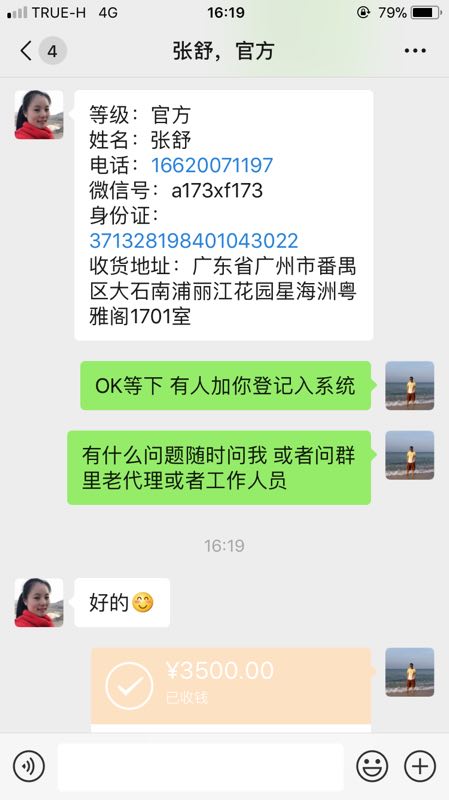 TRUE-H 4G 16:19 79%
4 张舒，官方
等级：官方
姓名：张舒
电话：16620071197
微信号：a173xf173
身份证：
371328198401043022
收货地址：广东省广州市番禺
区大石南浦丽江花园星海洲粤
雅阁1701室
OK等下 有人加你登记入系统
有什么问题随时问我 或者问群
里老代理或者工作人员
16:19
好的😊
¥3500.00
已收钱